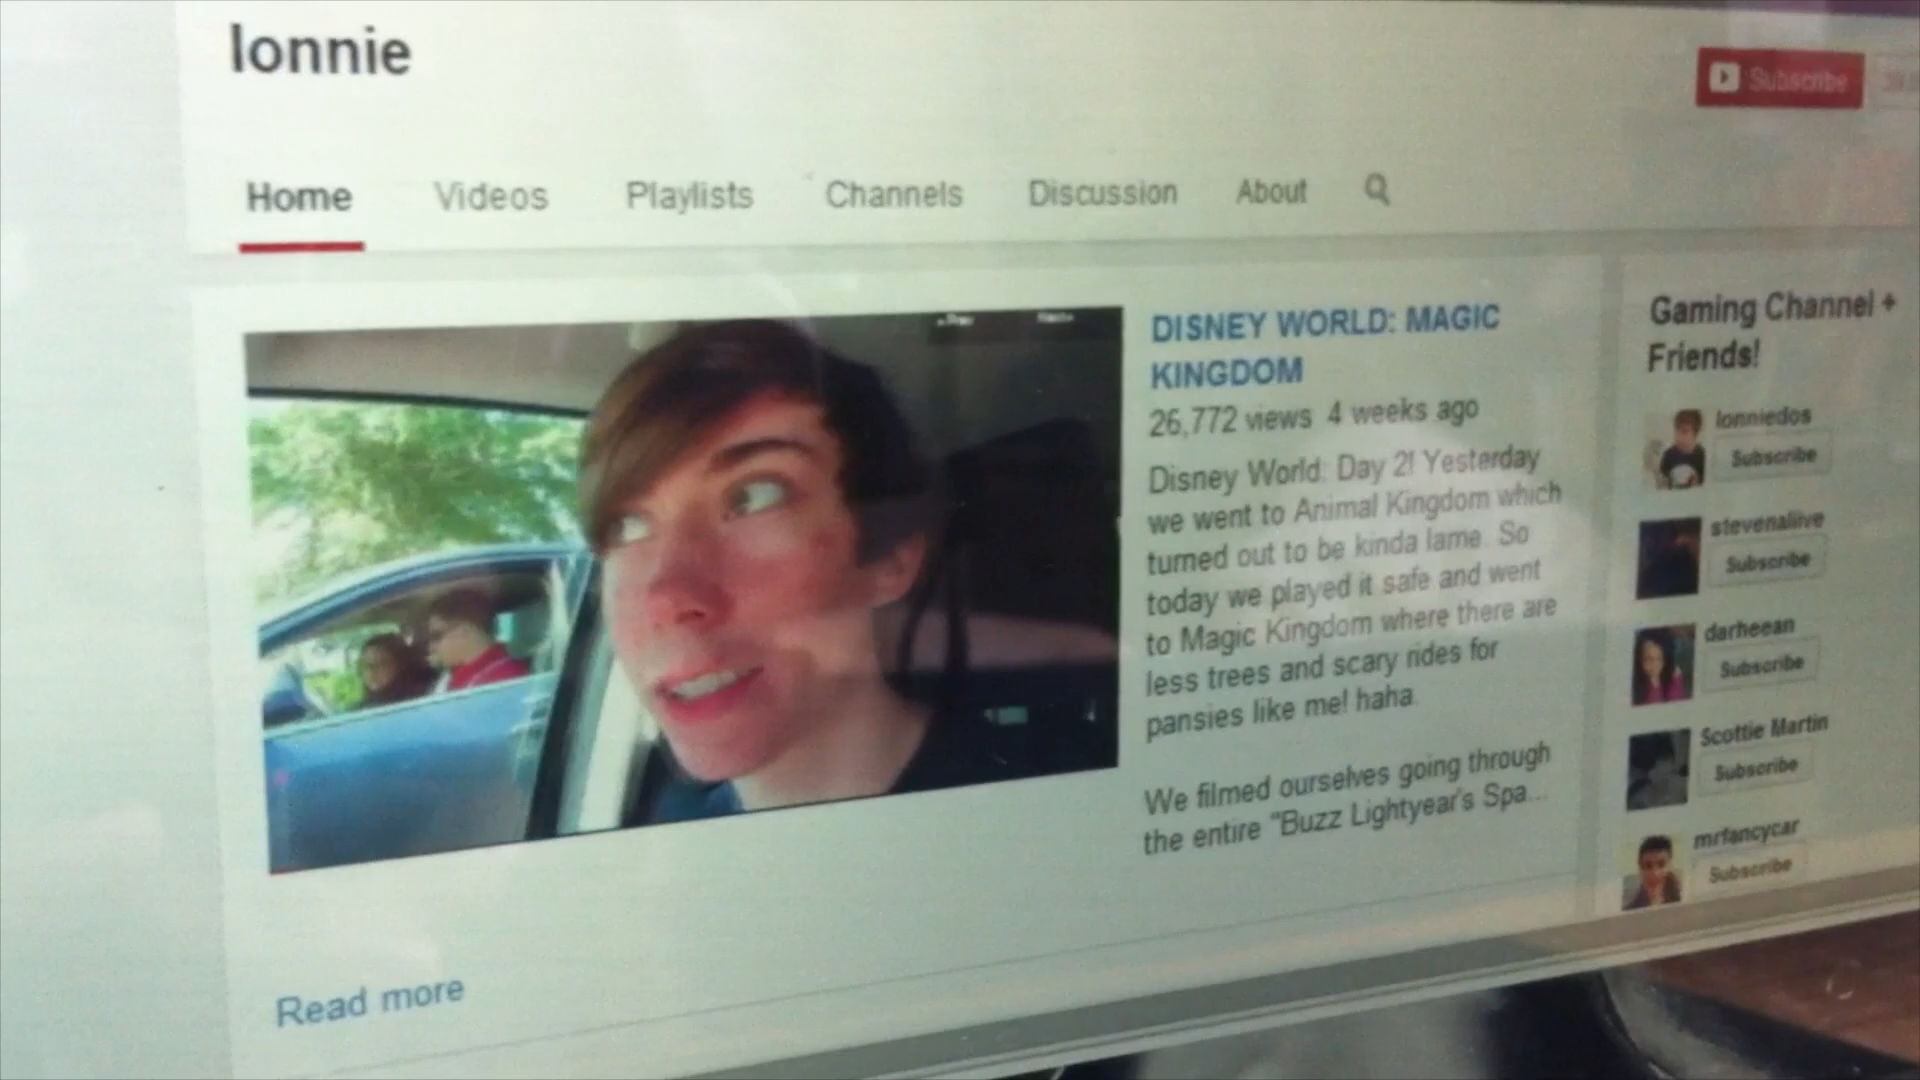 lonnie
Subscribe
Home Videos Playlists Channels Discussion About
DISNEY WORLD: MAGIC
KINGDOM
26,772 views 4 weeks ago
Disney World: Day 2! Yesterday
we went to Animal Kingdom which
turned out to be kinda lame. So
today we played it safe and went
to Magic Kingdom where there are
less trees and scary rides for
pansies like me! haha.
We filmed ourselves going through
the entire "Buzz Lightyear's Spa...
Read more
Gaming Channel +
Friends!
lonniedos
Subscribe
stevenaliive
Subscribe
darheean
Subscribe
Scottie Martin
Subscribe
mrfancycar
Subscribe